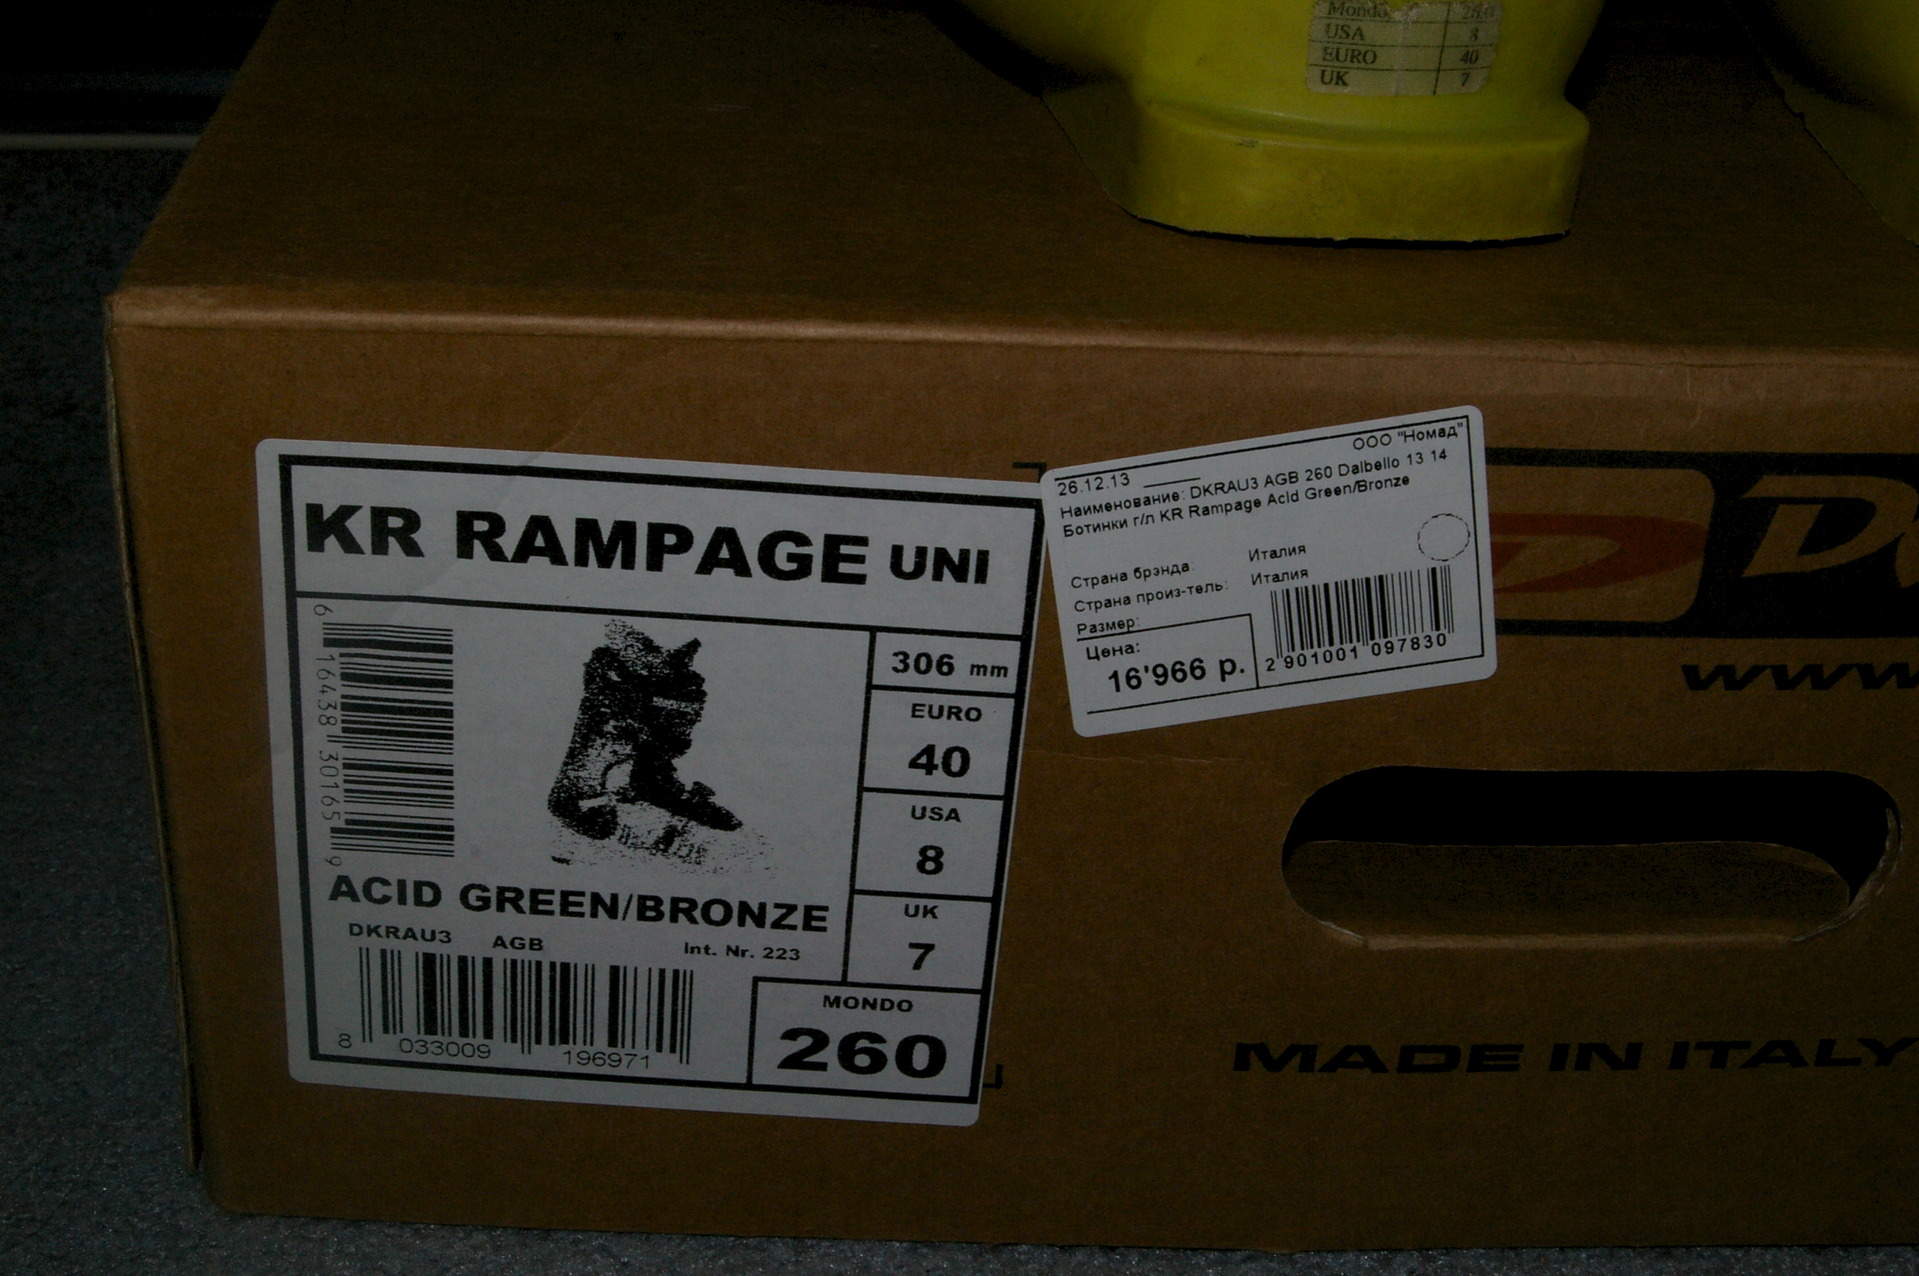 Mondo
USA 8
EURO 40
UK 7
KR RAMPAGE UNI
6 16438 30165 9
306 mm
EURO
40
USA
8
UK
7
ACID GREEN/BRONZE
DKRAU3 AGB Int. Nr. 223
8 033009 196971
MONDO
260
ООО "Номад"
26.12.13
Наименование: DKRAU3 AGB 260 Dalbello 13 14
Ботинки г/л KR Rampage Acid Green/Bronze
Страна брэнда: Италия
Страна произ-тель: Италия
Размер:
Цена:
16'966 р.
2 901001 097830
D
www.
MADE IN ITALY